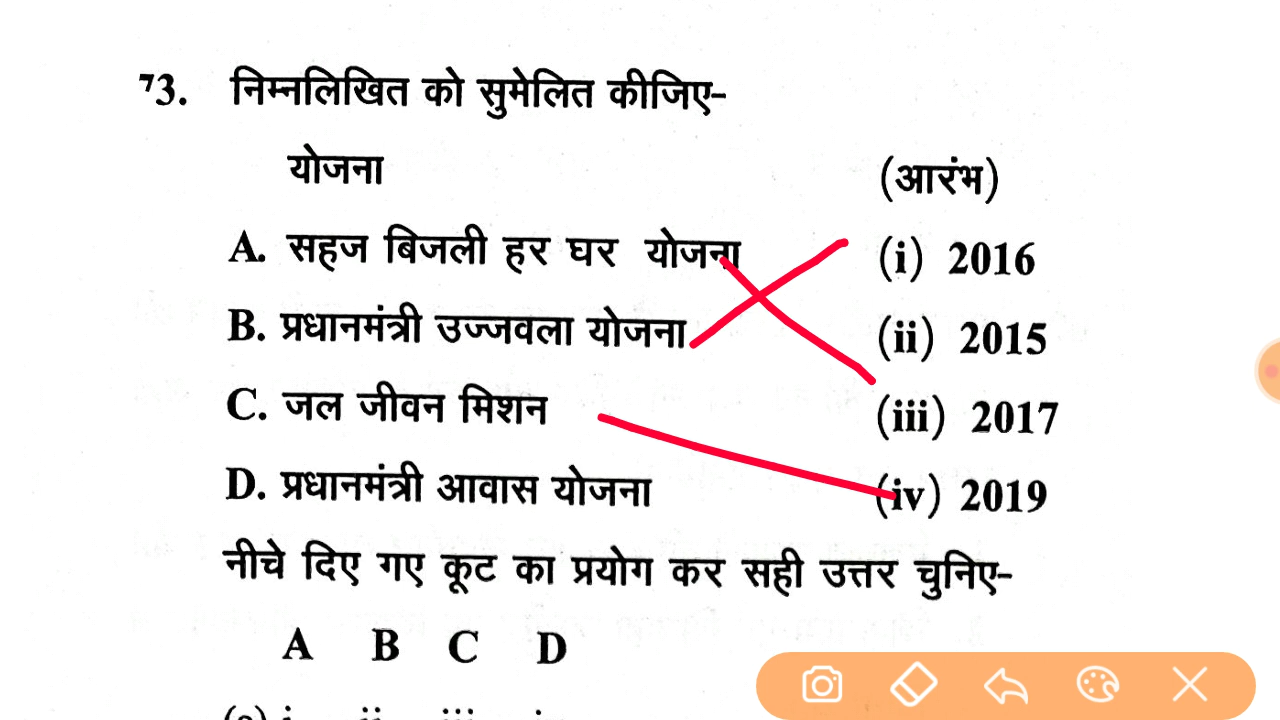 73. निम्नलिखित को सुमेलित कीजिए-
योजना (आरंभ)
A. सहज बिजली हर घर योजना (i) 2016
B. प्रधानमंत्री उज्जवला योजना (ii) 2015
C. जल जीवन मिशन (iii) 2017
D. प्रधानमंत्री आवास योजना (iv) 2019
नीचे दिए गए कूट का प्रयोग कर सही उत्तर चुनिए-
A B C D